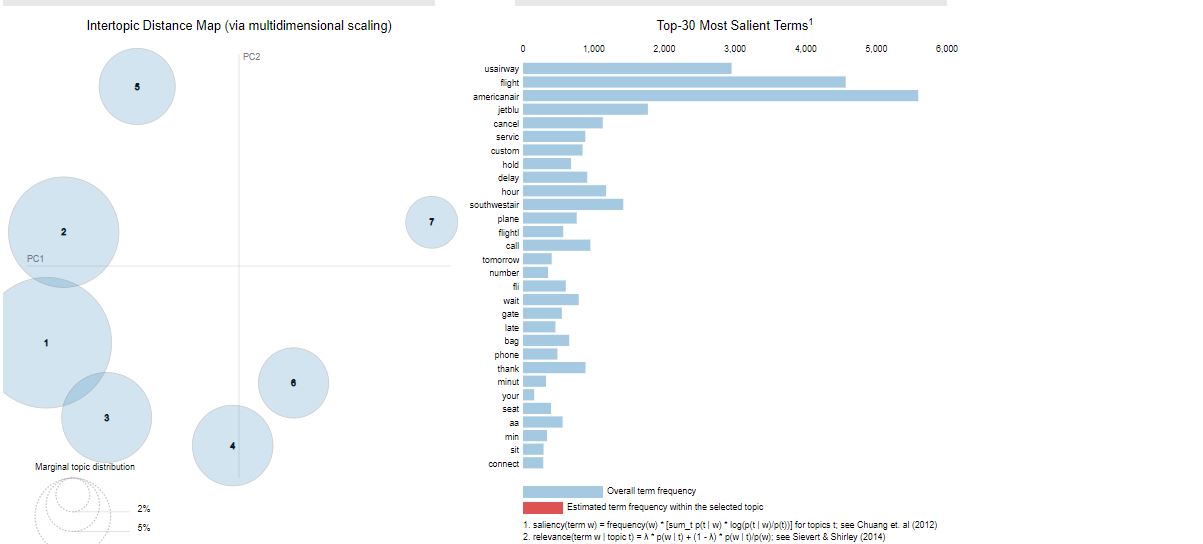 Intertopic Distance Map (via multidimensional scaling)
PC2
PC1
5
2
7
1
6
3
4
Marginal topic distribution
2%
5%
Top-30 Most Salient Terms1
0 1,000 2,000 3,000 4,000 5,000 6,000
usairway
flight
americanair
jetblu
cancel
servic
custom
hold
delay
hour
southwestair
plane
flightl
call
tomorrow
number
fli
wait
gate
late
bag
phone
thank
minut
your
seat
aa
min
sit
connect
Overall term frequency
Estimated term frequency within the selected topic
1. saliency(term w) = frequency(w) * [sum_t p(t | w) * log(p(t | w)/p(t))] for topics t; see Chuang et. al (2012)
2. relevance(term w | topic t) = λ * p(w | t) + (1 - λ) * p(w | t)/p(w); see Sievert & Shirley (2014)